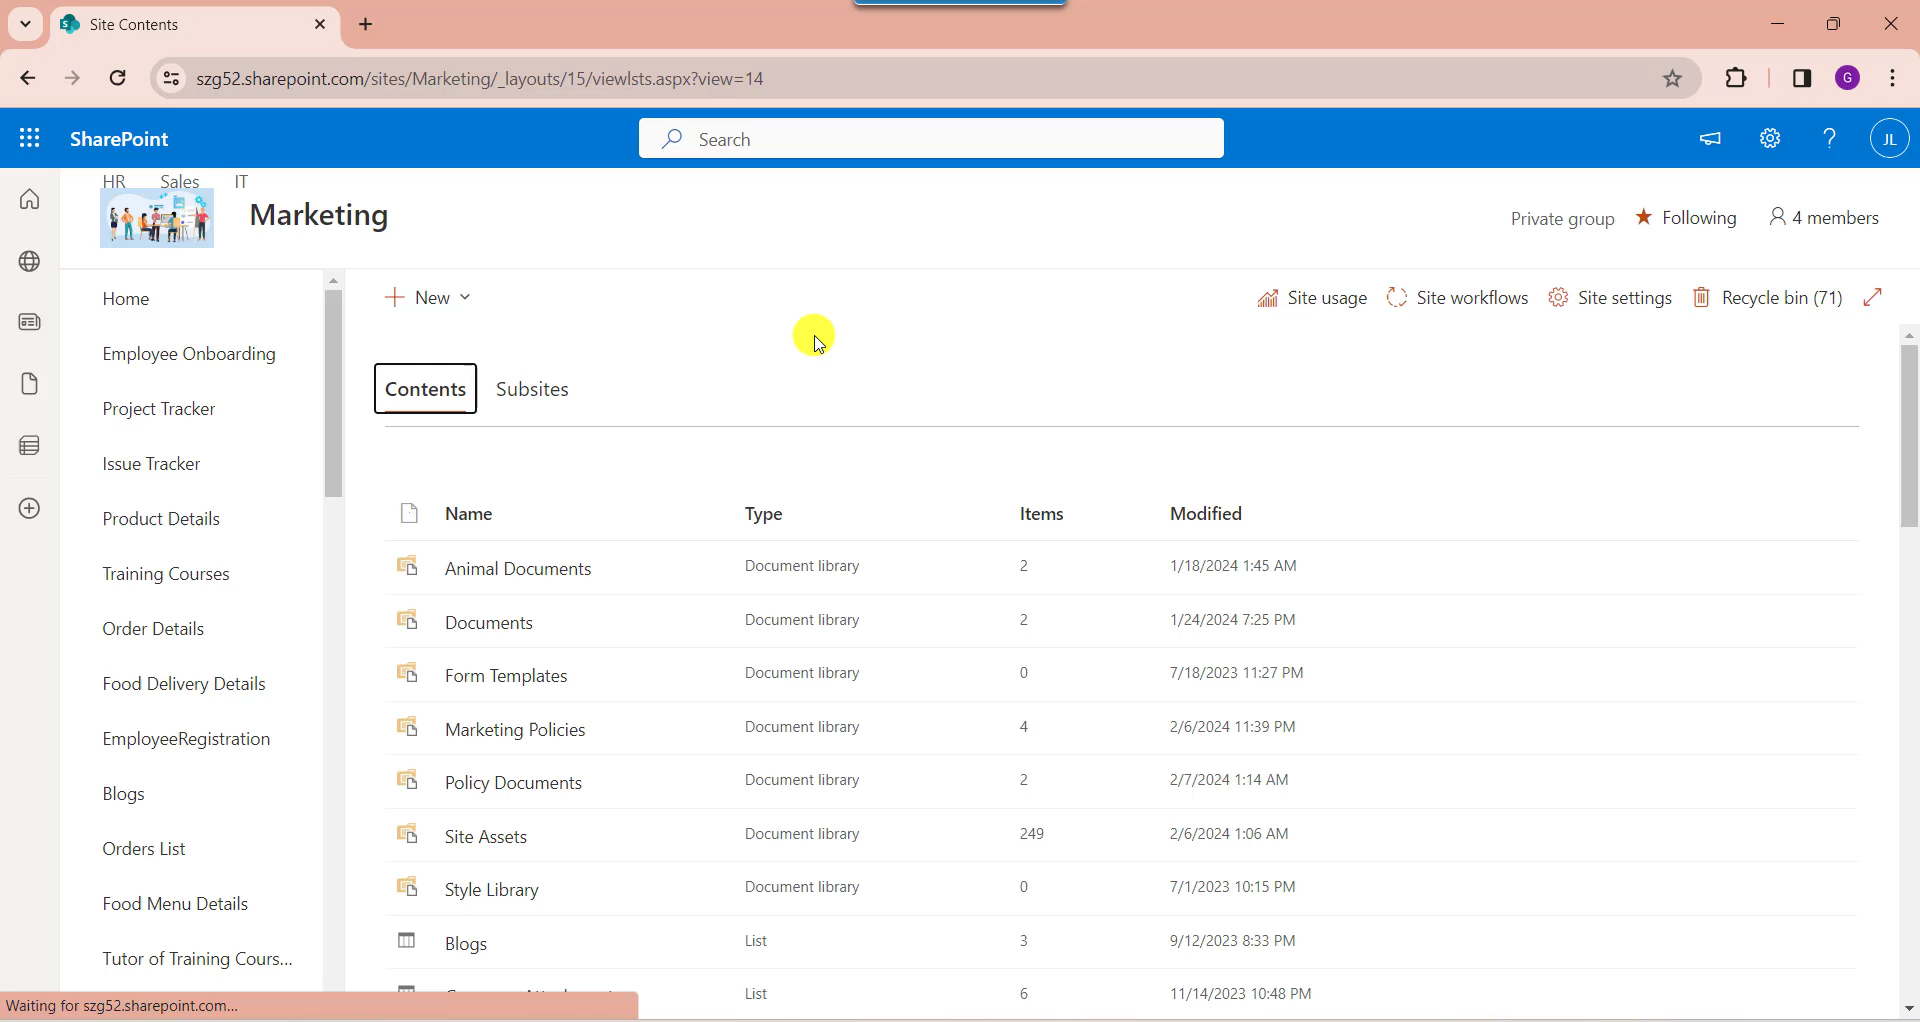 Site Contents
szg52.sharepoint.com/sites/Marketing/_layouts/15/viewlsts.aspx?view=14
G
SharePoint
Search
?
JL
HR Sales IT
Marketing
Private group
Following
4 members
Home
Employee Onboarding
Project Tracker
Issue Tracker
Product Details
Training Courses
Order Details
Food Delivery Details
EmployeeRegistration
Blogs
Orders List
Food Menu Details
Tutor of Training Cours...
New
Site usage
Site workflows
Site settings
Recycle bin (71)
Contents Subsites
Name Type Items Modified
Animal Documents Document library 2 1/18/2024 1:45 AM
Documents Document library 2 1/24/2024 7:25 PM
Form Templates Document library 0 7/18/2023 11:27 PM
Marketing Policies Document library 4 2/6/2024 11:39 PM
Policy Documents Document library 2 2/7/2024 1:14 AM
Site Assets Document library 249 2/6/2024 1:06 AM
Style Library Document library 0 7/1/2023 10:15 PM
Blogs List 3 9/12/2023 8:33 PM
List 6 11/14/2023 10:48 PM
Waiting for szg52.sharepoint.com...